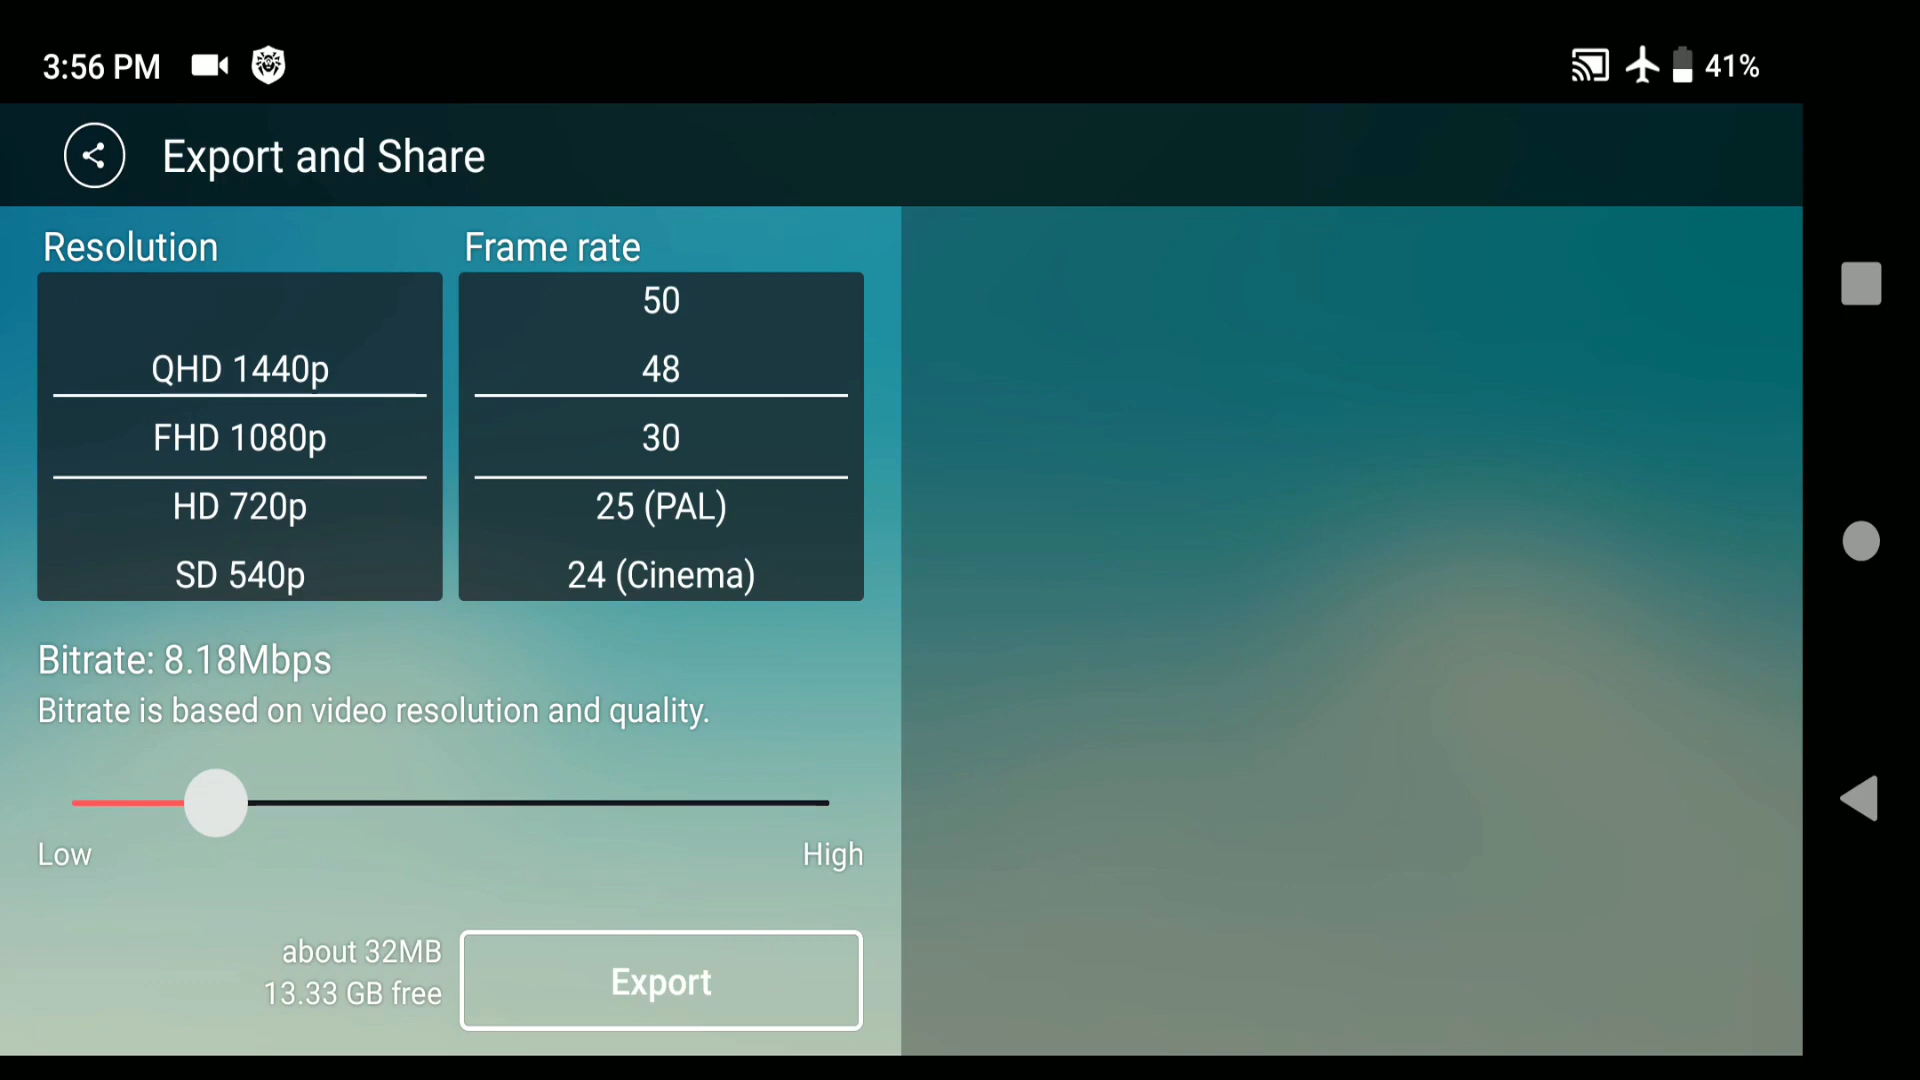 3:56 PM
41%
Export and Share
Resolution
QHD 1440p
FHD 1080p
HD 720p
SD 540p
Frame rate
50
48
30
25 (PAL)
24 (Cinema)
Bitrate: 8.18Mbps
Bitrate is based on video resolution and quality.
Low
High
about 32MB
13.33 GB free
Export